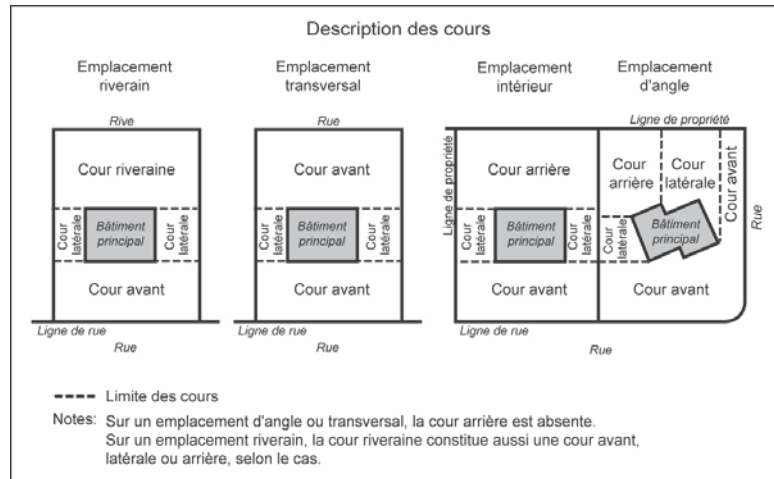 Description des cours
Emplacement
riverain
Rive
Cour riveraine
Cour
latérale
Bâtiment
principal
Cour
latérale
Cour avant
Ligne de rue
Rue
Emplacement
transversal
Rue
Cour avant
Cour
latérale
Bâtiment
principal
Cour
latérale
Cour avant
Ligne de rue
Rue
Emplacement
intérieur
Ligne de propriété
Cour arrière
Cour
latérale
Bâtiment
principal
Cour
latérale
Cour avant
Ligne de rue
Emplacement
d'angle
Ligne de propriété
Cour
arrière
Cour
latérale
Cour avant
Rue
Cour
latérale
Bâtiment
principal
Cour avant
Rue
Limite des cours
Notes: Sur un emplacement d'angle ou transversal, la cour arrière est absente.
Sur un emplacement riverain, la cour riveraine constitue aussi une cour avant,
latérale ou arrière, selon le cas.